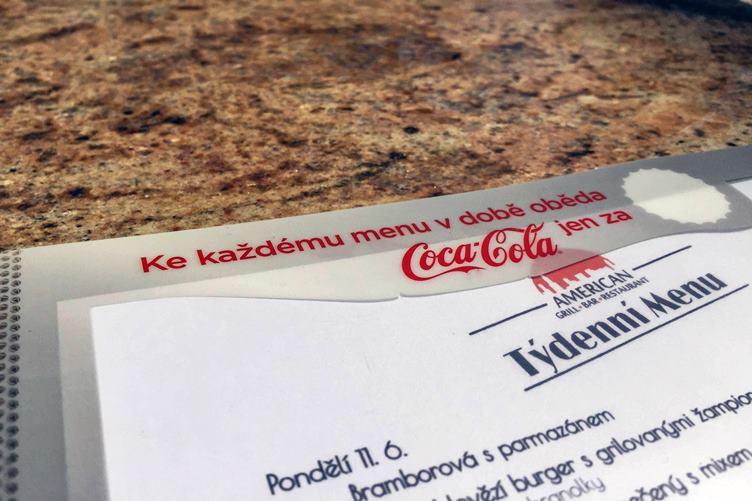 Ke každému menu v době oběda
Coca-Cola jen za
AMERICAN
GRILL • BAR • RESTAURANT
Týdenní Menu
Pondělí 11. 6.
Bramborová s parmazánem
burger s grilovanými
s mixem